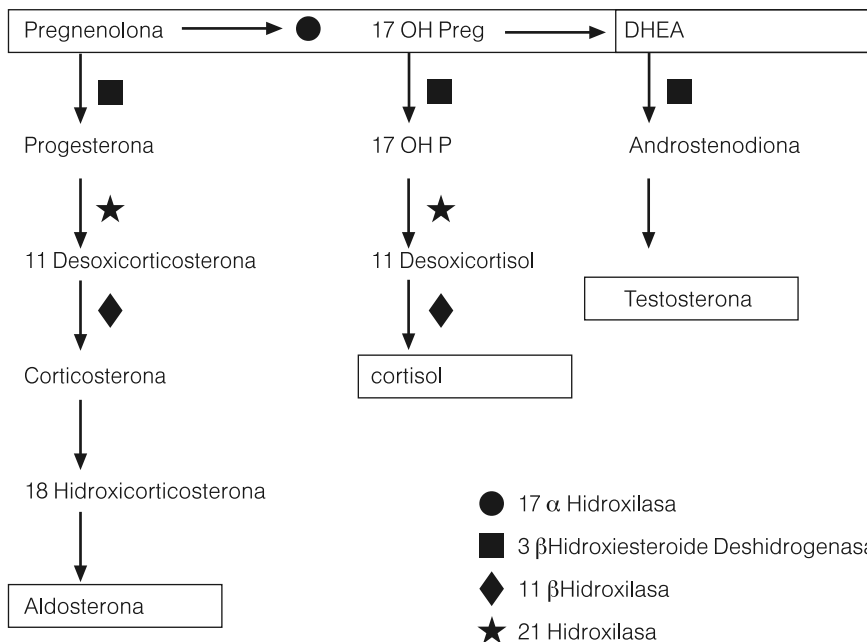 Pregnenolona 17 OH Preg DHEA
Progesterona 17 OH P Androstenodiona
11 Desoxicorticosterona 11 Desoxicortisol
Testosterona
Corticosterona cortisol
18 Hidroxicorticosterona
17 α Hidroxilasa
3 βHidroxiesteroide Deshidrogenasa
11 βHidroxilasa
Aldosterona
21 Hidroxilasa